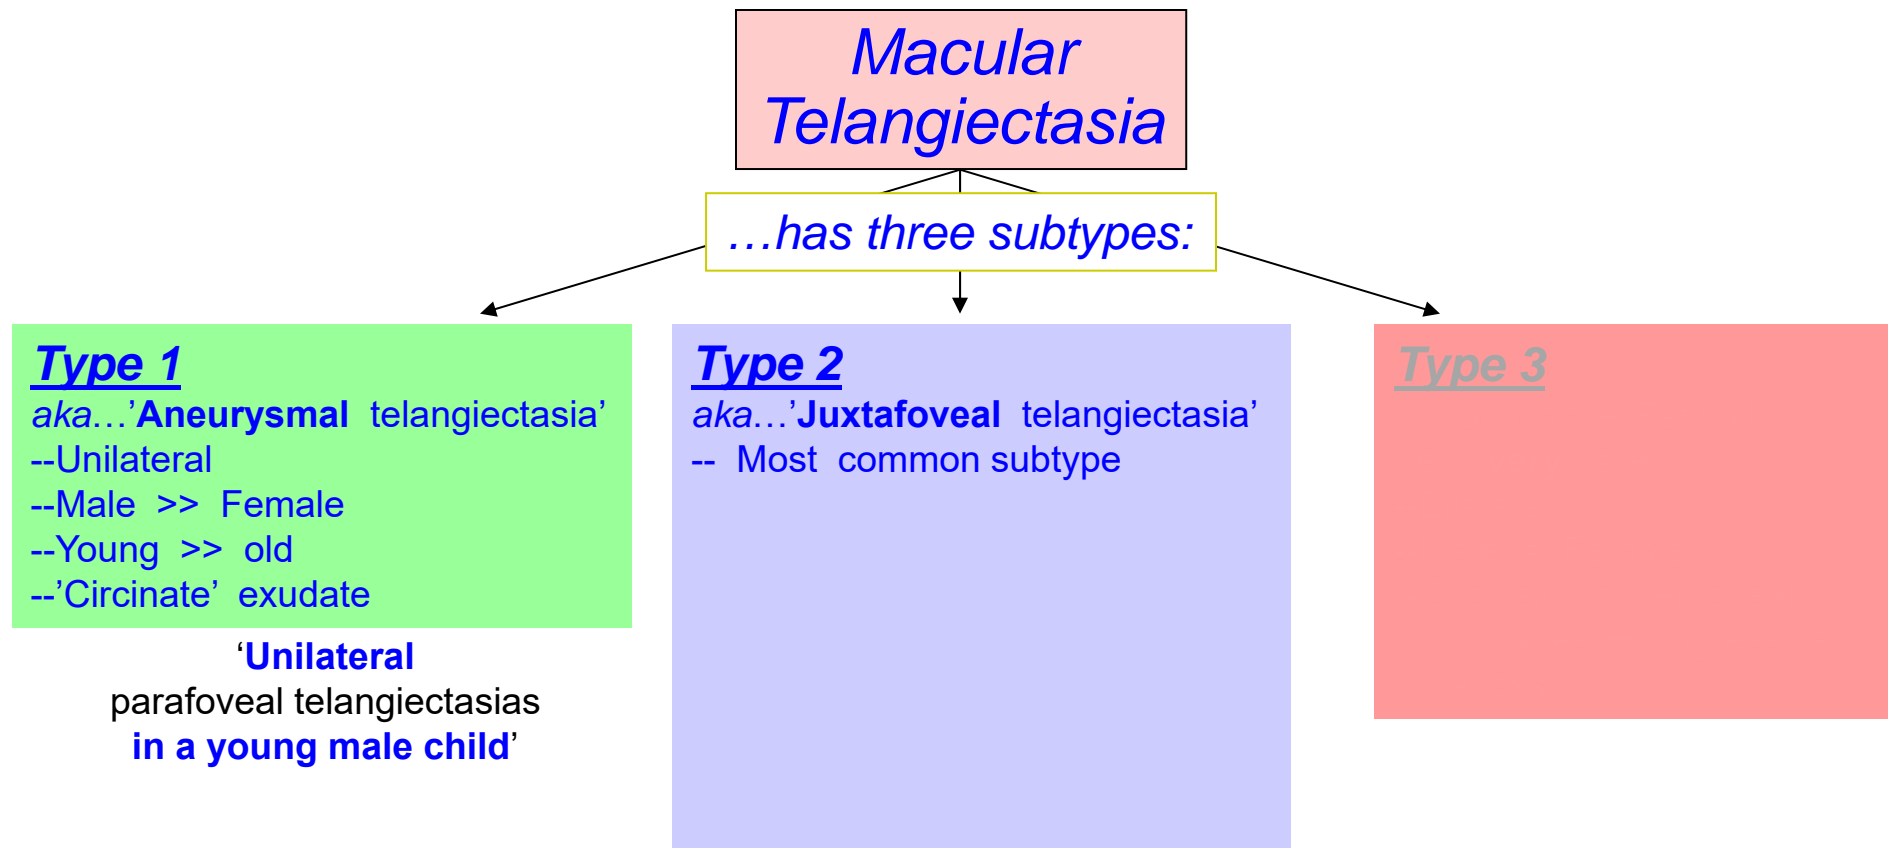 Macular
Telangiectasia
…has three subtypes:
Type 1
aka…’Aneurysmal telangiectasia’
--Unilateral
--Male >> Female
--Young >> old
--’Circinate’ exudate
‘Unilateral
parafoveal telangiectasias
in a young male child’
Type 2
aka…’Juxtafoveal telangiectasia’
-- Most common subtype
Type 3